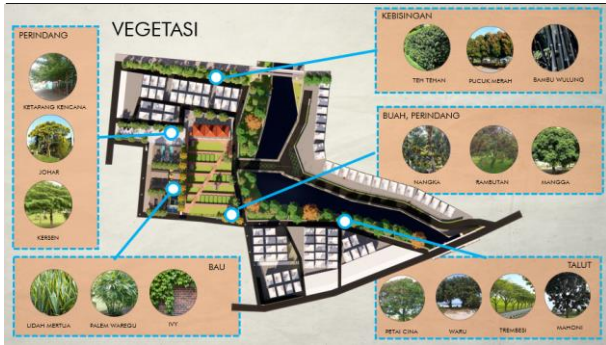 VEGETASI
PERINDANG
KETAPANG KENCANA
JOHAR
KERSEN
KEBISINGAN
TEH TEHAN
PUCUK MERAH
BAMBU WULUNG
BUAH, PERINDANG
NANGKA
RAMBUTAN
MANGGA
BAU
LIDAH MERTUA
PALEM WAREGU
IVY
TALUT
PETAI CINA
WARU
TREMBESI
MAHONI